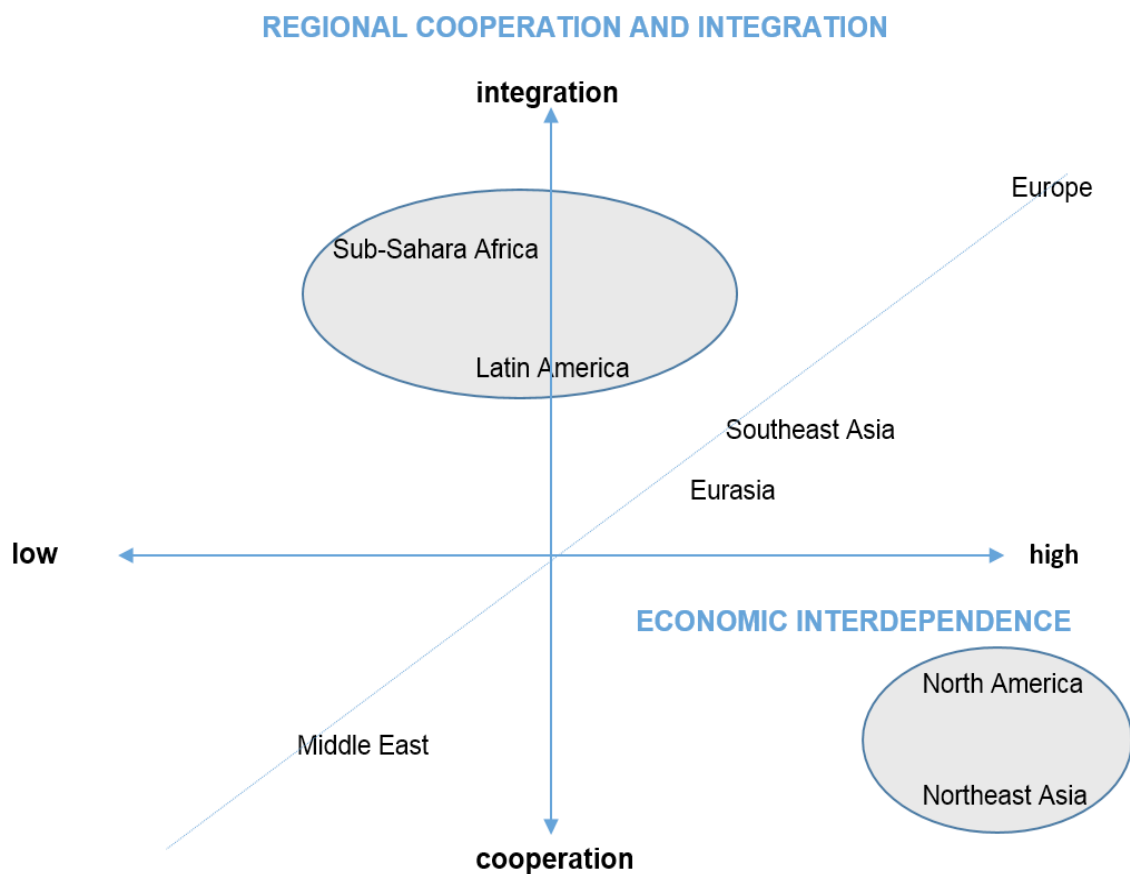 REGIONAL COOPERATION AND INTEGRATION
integration
Europe
Sub-Sahara Africa
Latin America
Southeast Asia
Eurasia
low
high
ECONOMIC INTERDEPENDENCE
North America
Middle East
Northeast Asia
cooperation